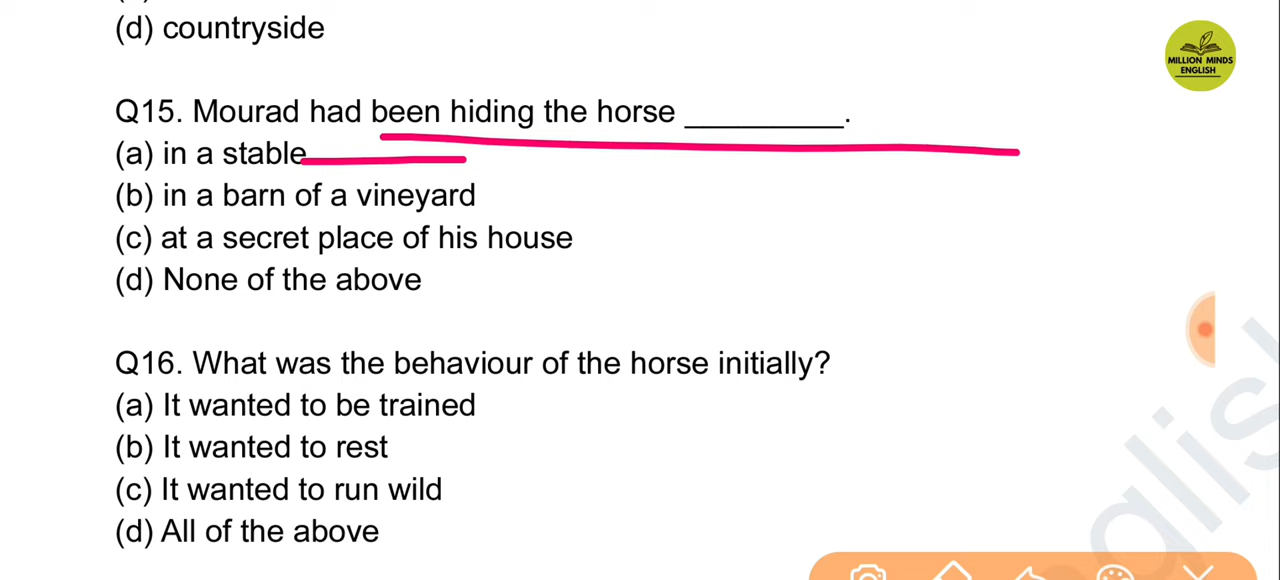 (d) countryside
MILLION MINDS
ENGLISH
Q15. Mourad had been hiding the horse __________.
(a) in a stable
(b) in a barn of a vineyard
(c) at a secret place of his house
(d) None of the above
Q16. What was the behaviour of the horse initially?
(a) It wanted to be trained
(b) It wanted to rest
(c) It wanted to run wild
(d) All of the above